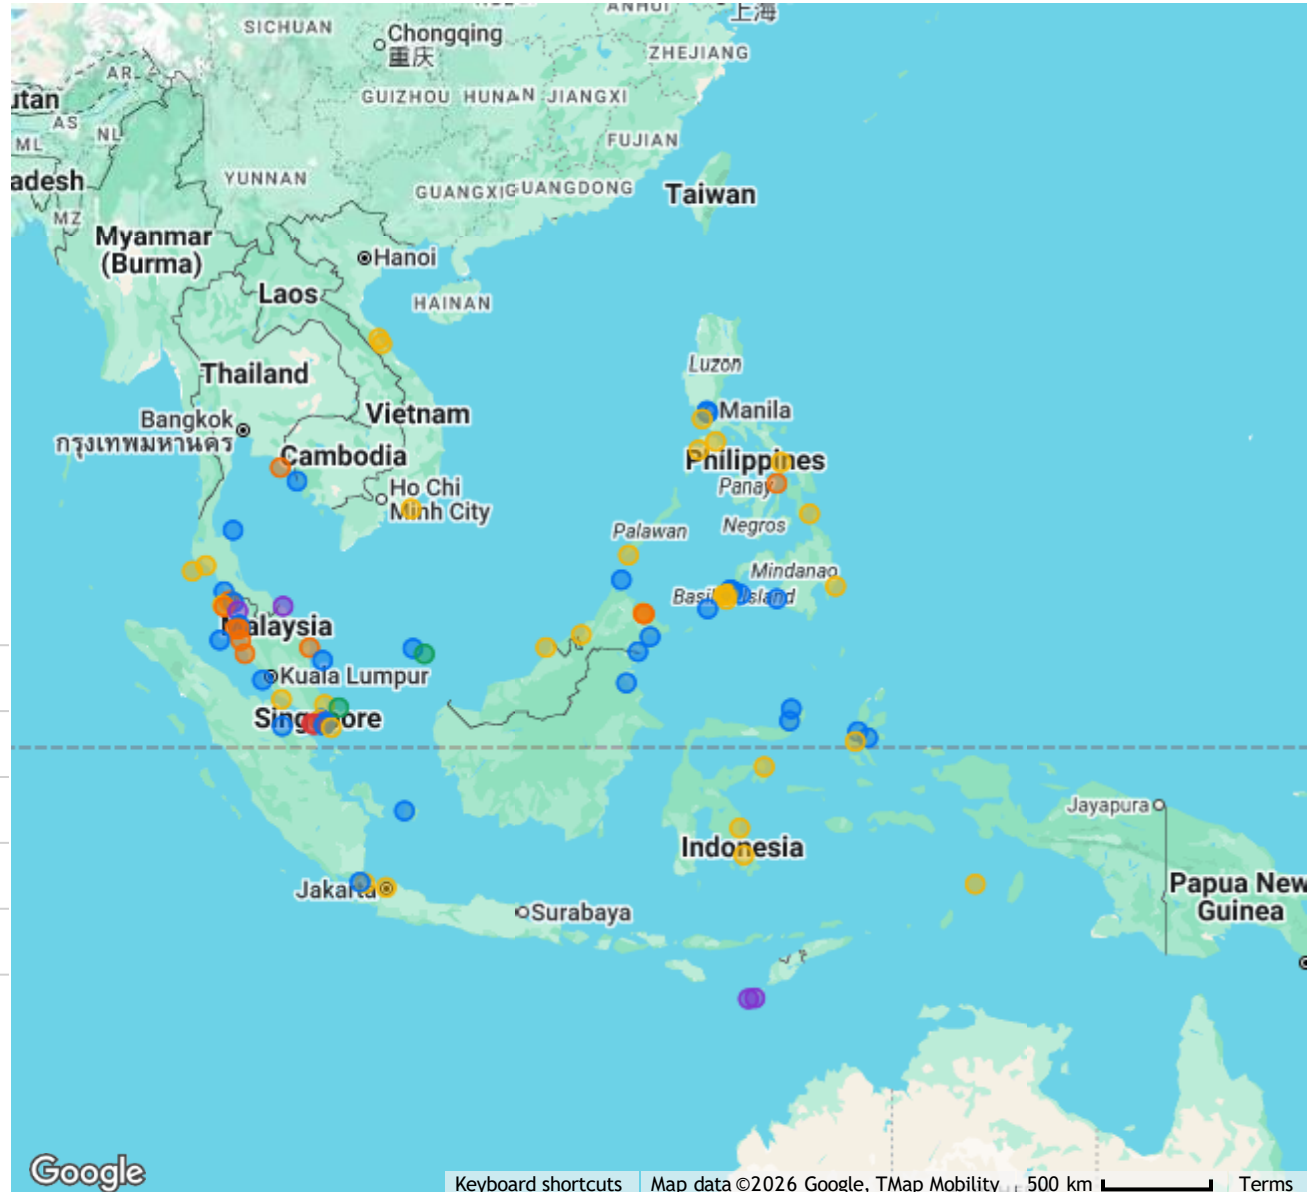 ANHUI
上海
SICHUAN
Chongqing
重庆
ZHEJIANG
AR
utan
GUIZHOU
HUNAN
JIANGXI
AS
NL
ML
FUJIAN
adesh
YUNNAN
GUANGXI
GUANGDONG
Taiwan
MZ
Myanmar
(Burma)
Hanoi
Laos
HAINAN
Luzon
Thailand
Bangkok
กรุงเทพมหานคร
Vietnam
Manila
Cambodia
Philippines
Ho Chi
Minh City
Panay
Palawan
Negros
Mindanao
Basilan Island
Malaysia
Kuala Lumpur
Singapore
Jayapura
Indonesia
Jakarta
Papua New
Guinea
Surabaya
Google
Keyboard shortcuts
Map data ©2026 Google, TMap Mobility
500 km
Terms